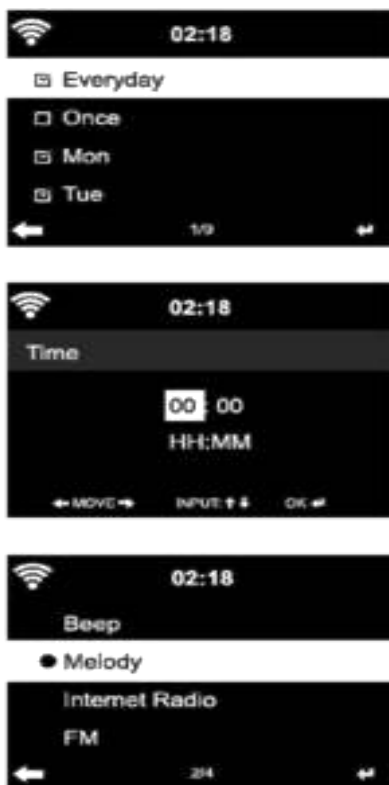 02:18
Everyday
Once
Mon
Tue
1/9
02:18
Time
00 : 00
HH:MM
MOVE INPUT: OK
02:18
Beep
Melody
Internet Radio
FM
2/4